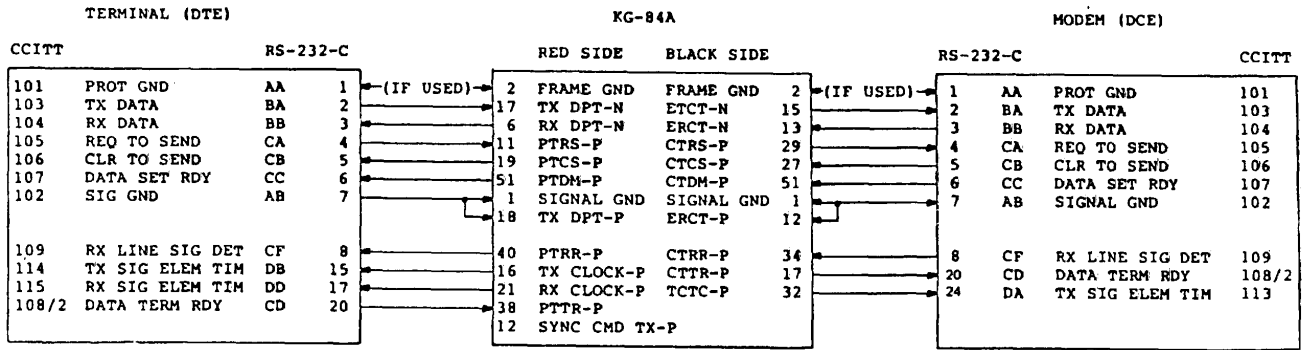 TERMINAL (DTE) KG-84A MODEM (DCE)
CCITT RS-232-C RED SIDE BLACK SIDE RS-232-C CCITT
101 PROT GND AA 1 (IF USED) 2 FRAME GND FRAME GND 2 (IF USED) 1 AA PROT GND 101
103 TX DATA BA 2 17 TX DPT-N ETCT-N 15 2 BA TX DATA 103
104 RX DATA BB 3 6 RX DPT-N ERCT-N 13 3 BB RX DATA 104
105 REQ TO SEND CA 4 11 PTRS-P CTRS-P 29 4 CA REQ TO SEND 105
106 CLR TO SEND CB 5 19 PTCS-P CTCS-P 27 5 CB CLR TO SEND 106
107 DATA SET RDY CC 6 51 PTDM-P CTDM-P 51 6 CC DATA SET RDY 107
102 SIG GND AB 7 1 SIGNAL GND SIGNAL GND 1 7 AB SIGNAL GND 102
18 TX DPT-P ERCT-P 12
109 RX LINE SIG DET CF 8 40 PTRR-P CTRR-P 34 8 CF RX LINE SIG DET 109
114 TX SIG ELEM TIM DB 15 16 TX CLOCK-P CTTR-P 17 20 CD DATA TERM RDY 108/2
115 RX SIG ELEM TIM DD 17 21 RX CLOCK-P TCTC-P 32 24 DA TX SIG ELEM TIM 113
108/2 DATA TERM RDY CD 20 38 PTTR-P
12 SYNC CMD TX-P